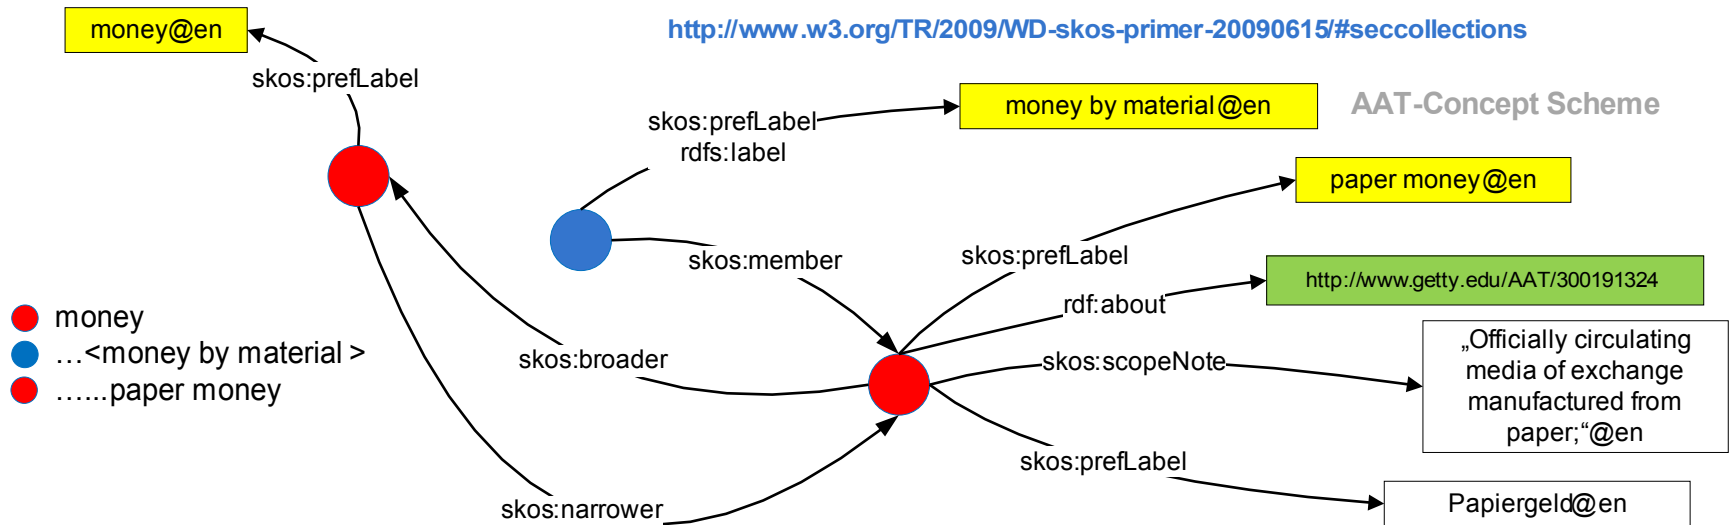 money@en
http://www.w3.org/TR/2009/WD-skos-primer-20090615/#seccollections
skos:prefLabel
money by material@en
AAT-Concept Scheme
skos:prefLabel
rdfs:label
paper money@en
skos:member
skos:prefLabel
http://www.getty.edu/AAT/300191324
rdf:about
money
…<money by material >
…...paper money
skos:broader
skos:scopeNote
„Officially circulating
media of exchange
manufactured from
paper;“@en
skos:prefLabel
skos:narrower
Papiergeld@en